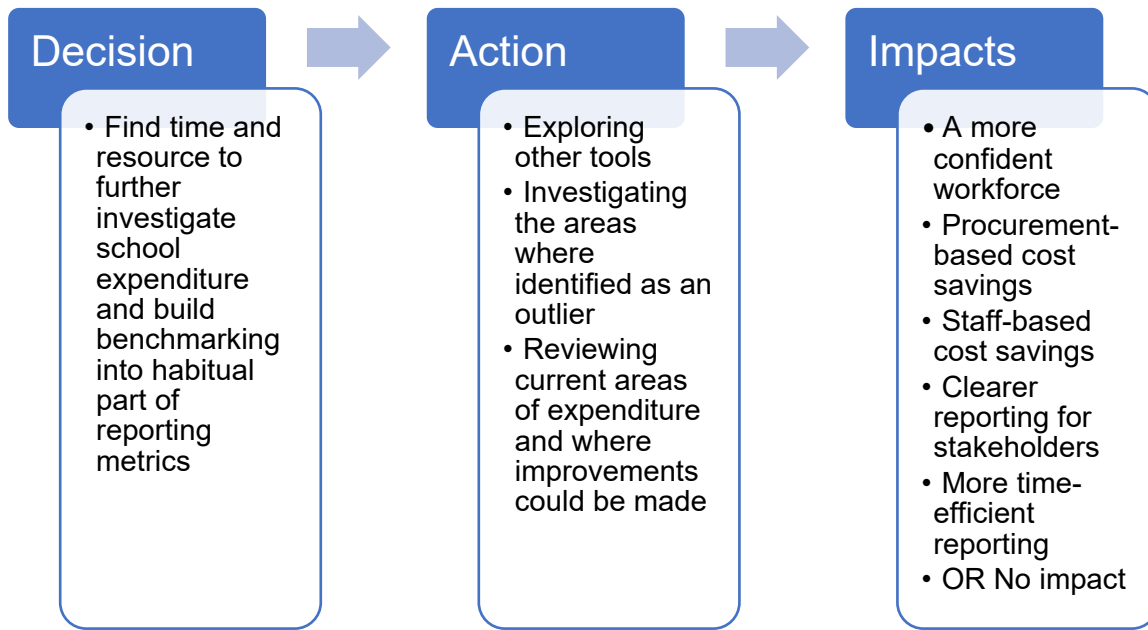 Decision
• Find time and
resource to
further
investigate
school
expenditure
and build
benchmarking
into habitual
part of
reporting
metrics
Action
• Exploring
other tools
• Investigating
the areas
where
identified as an
outlier
• Reviewing
current areas
of expenditure
and where
improvements
could be made
Impacts
• A more
confident
workforce
• Procurement-
based cost
savings
• Staff-based
cost savings
• Clearer
reporting for
stakeholders
• More time-
efficient
reporting
• OR No impact